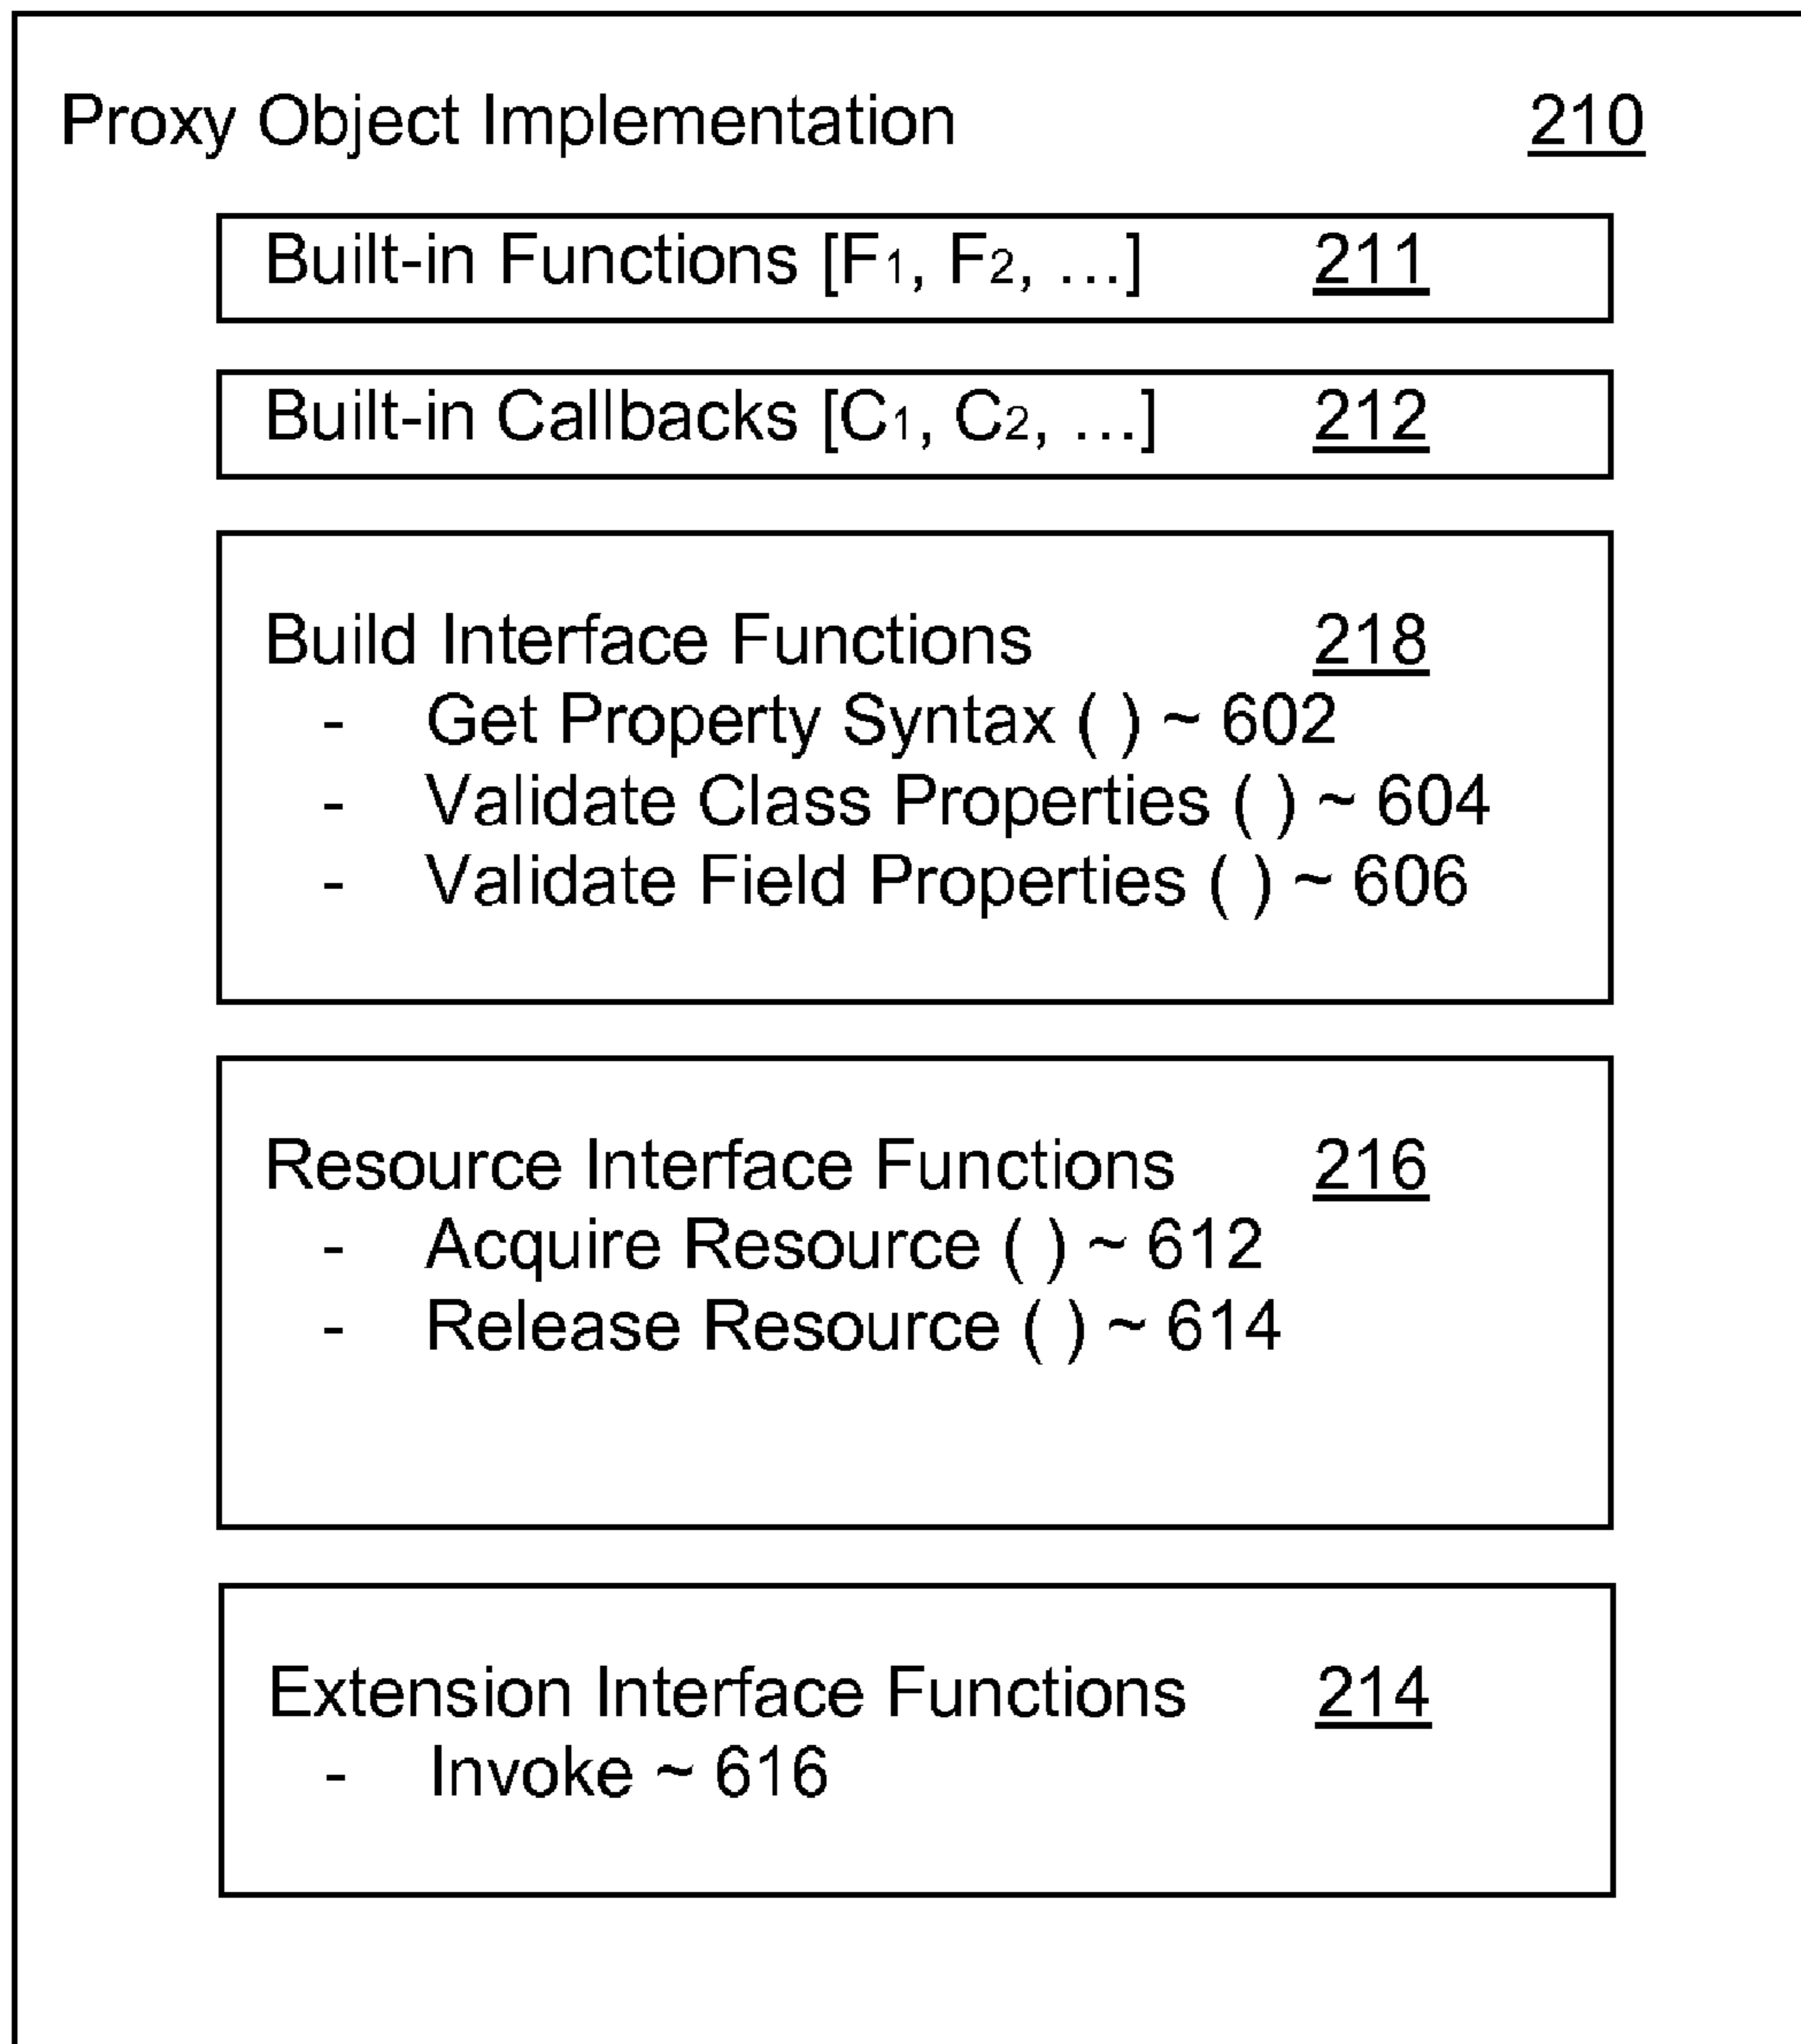 Proxy Object Implementation 210
Built-in Functions [F1, F2, ...] 211
Built-in Callbacks [C1, C2, ...] 212
Build Interface Functions 218
- Get Property Syntax ( ) ~ 602
- Validate Class Properties ( ) ~ 604
- Validate Field Properties ( ) ~ 606
Resource Interface Functions 216
- Acquire Resource ( ) ~ 612
- Release Resource ( ) ~ 614
Extension Interface Functions 214
- Invoke ~ 616